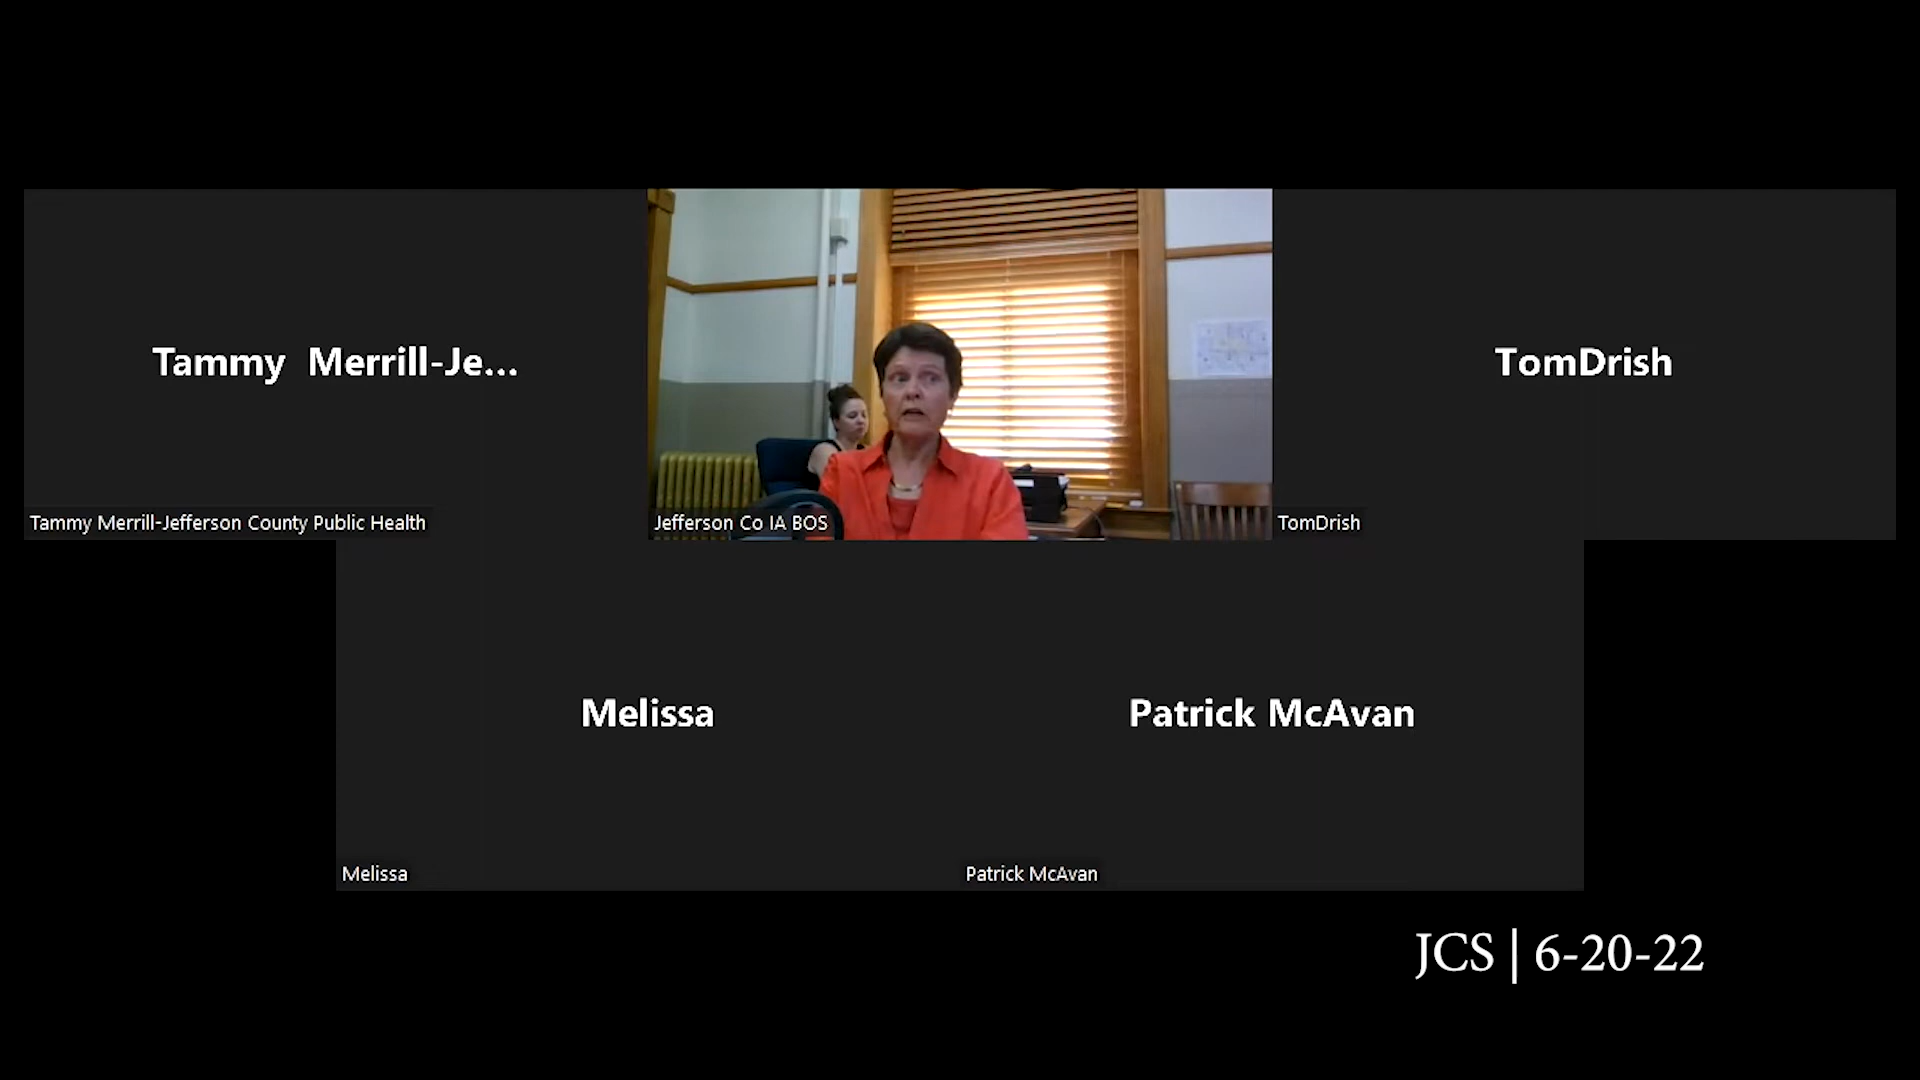 Tammy  Merrill-Je...
Tammy Merrill-Jefferson County Public Health
Jefferson Co IA BOS
TomDrish
TomDrish
Melissa
Melissa
Patrick McAvan
Patrick McAvan
JCS | 6-20-22